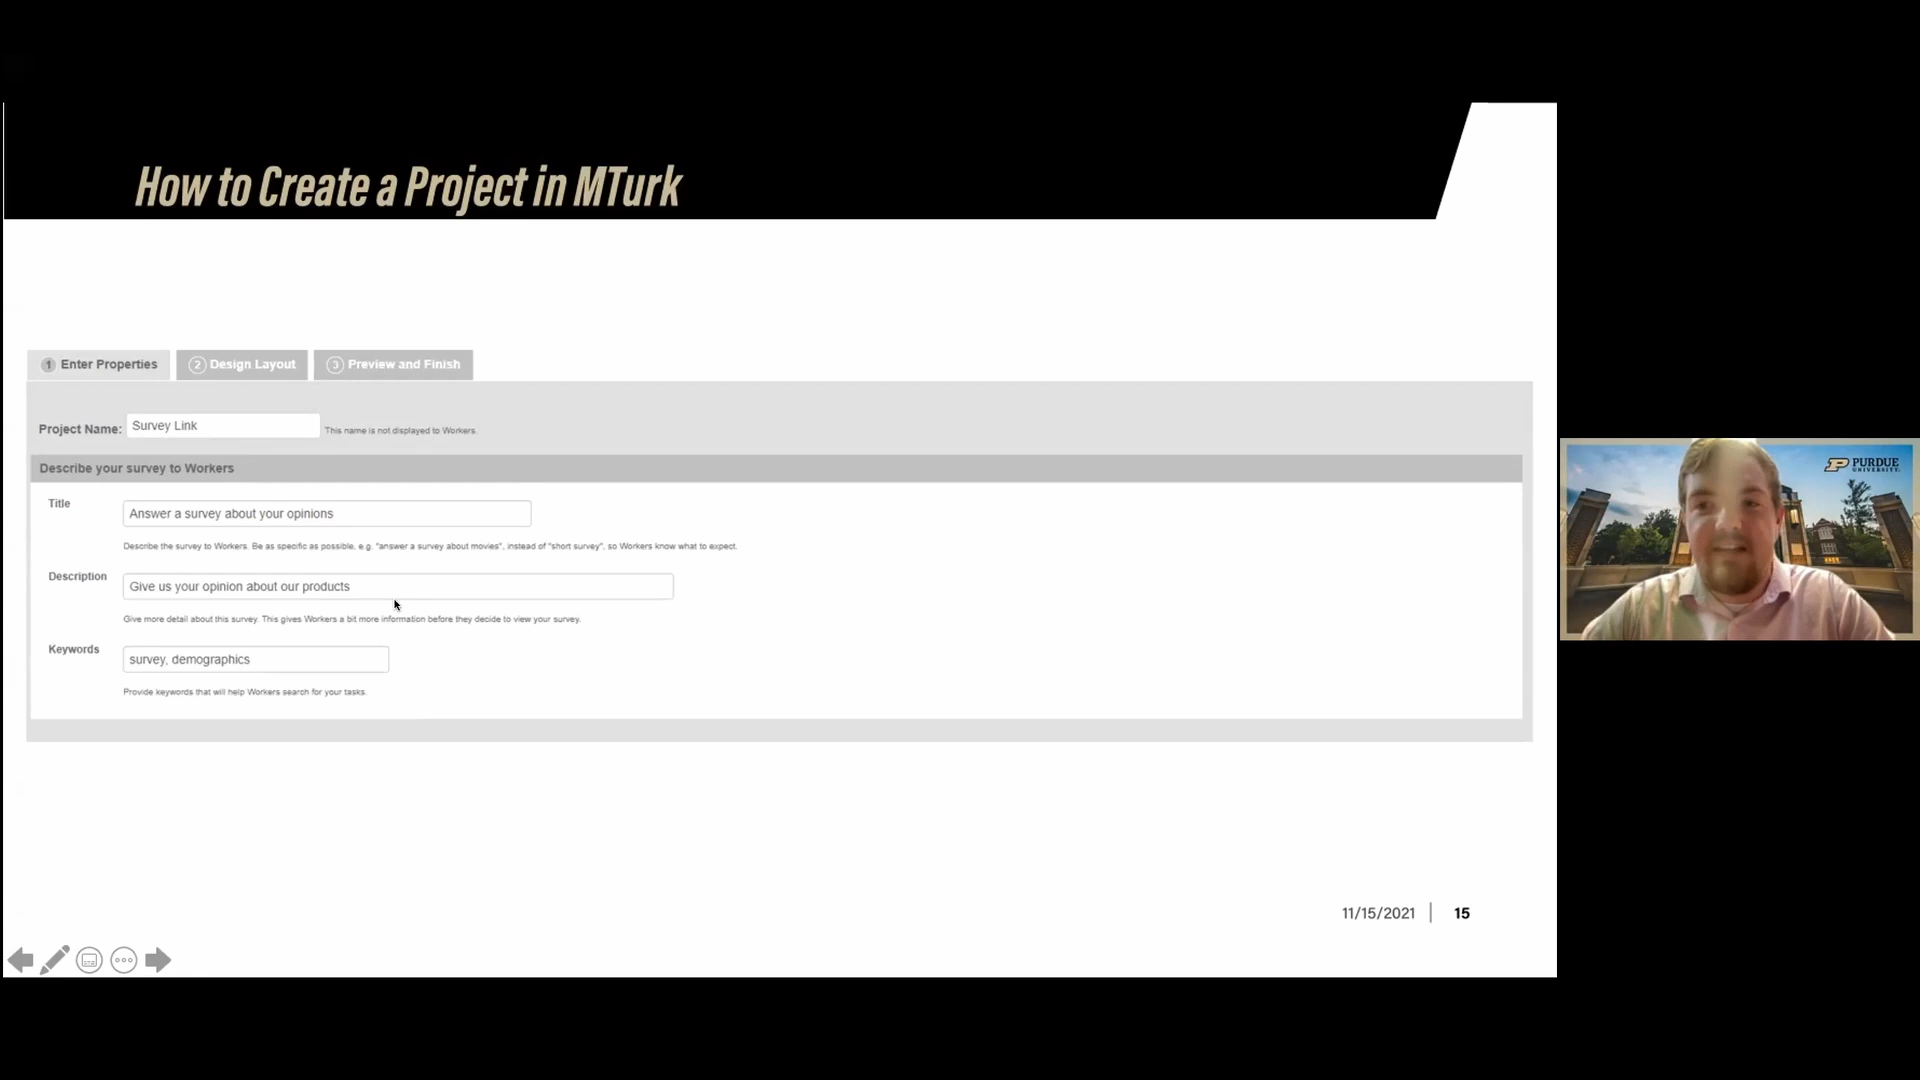 How to Create a Project in MTurk
1 Enter Properties
2 Design Layout
3 Preview and Finish
Project Name: Survey Link This name is not displayed to Workers.
Describe your survey to Workers
Title
Answer a survey about your opinions
Describe the survey to Workers. Be as specific as possible, e.g. "answer a survey about movies", instead of "short survey", so Workers know what to expect.
Description
Give us your opinion about our products
Give more detail about this survey. This gives Workers a bit more information before they decide to view your survey.
Keywords
survey, demographics
Provide keywords that will help Workers search for your tasks.
11/15/2021 | 15
P PURDUE
UNIVERSITY